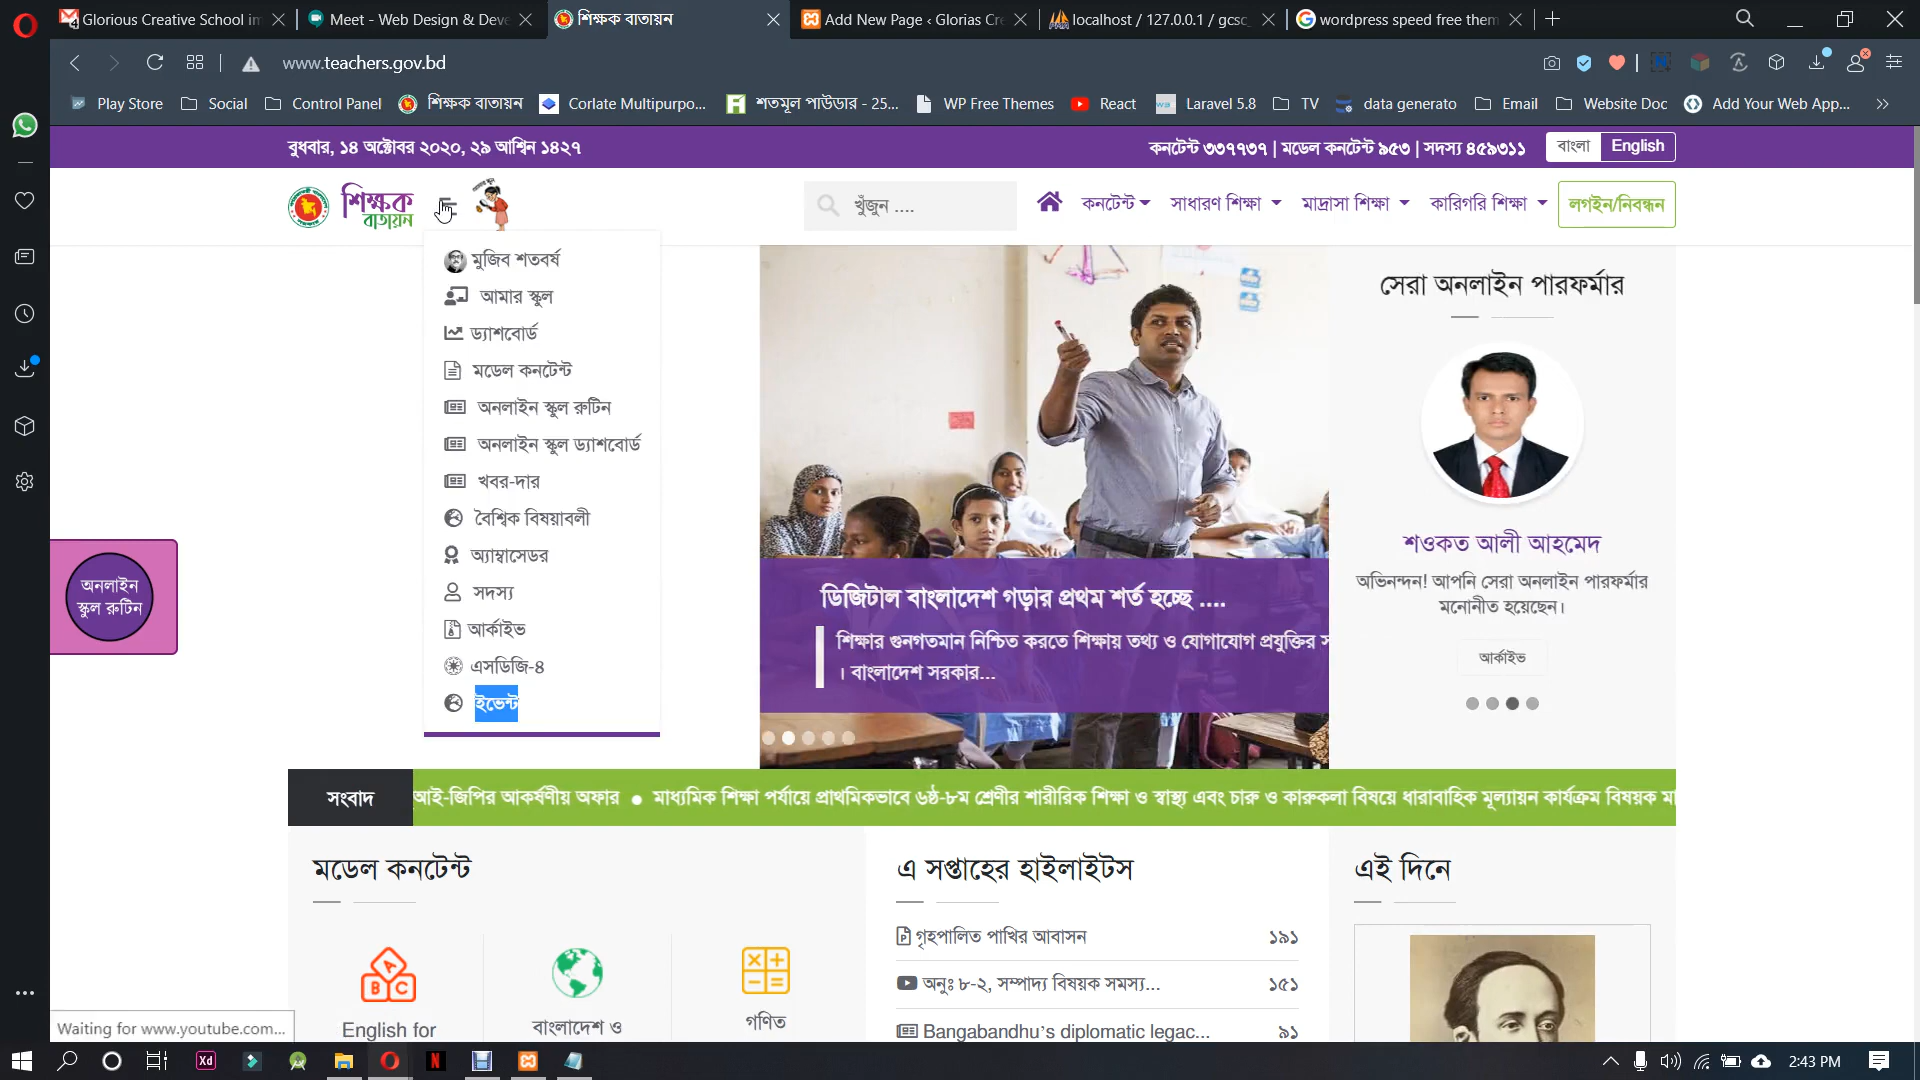 Glorious Creative School in
Meet - Web Design & Deve
শিক্ষক বাতায়ন
Add New Page ‹ Glorias Cre
localhost / 127.0.0.1 / gcsc_
wordpress speed free them
www.teachers.gov.bd
Play Store
Social
Control Panel
শিক্ষক বাতায়ন
Corlate Multipurpo...
শতমূল পাউডার - 25...
WP Free Themes
React
Laravel 5.8
TV
data generato
Email
Website Doc
Add Your Web App...
বুধবার, ১৪ অক্টোবর ২০২০, ২৯ আশ্বিন ১৪২৭
কনটেন্ট ৩৩৭৭৩৭ | মডেল কনটেন্ট ৯৫৩ | সদস্য ৪৫৯৩১১
বাংলা
English
শিক্ষক
বাতায়ন
খুঁজুন ....
কনটেন্ট
সাধারণ শিক্ষা
মাদ্রাসা শিক্ষা
কারিগরি শিক্ষা
লগইন/নিবন্ধন
মুজিব শতবর্ষ
আমার স্কুল
ড্যাশবোর্ড
মডেল কনটেন্ট
অনলাইন স্কুল রুটিন
অনলাইন স্কুল ড্যাশবোর্ড
খবর-দার
বৈশ্বিক বিষয়াবলী
অ্যাম্বাসেডর
সদস্য
আর্কাইভ
এসডিজি-৪
ইভেন্ট
অনলাইন
স্কুল রুটিন
ডিজিটাল বাংলাদেশ গড়ার প্রথম শর্ত হচ্ছে ....
শিক্ষার গুনগতমান নিশ্চিত করতে শিক্ষায় তথ্য ও যোগাযোগ প্রযুক্তির স
। বাংলাদেশ সরকার...
সেরা অনলাইন পারফর্মার
শওকত আলী আহমেদ
অভিনন্দন! আপনি সেরা অনলাইন পারফর্মার
মনোনীত হয়েছেন।
আর্কাইভ
সংবাদ
আই-জিপির আকর্ষণীয় অফার ● মাধ্যমিক শিক্ষা পর্যায়ে প্রাথমিকভাবে ৬ষ্ঠ-৮ম শ্রেণীর শারীরিক শিক্ষা ও স্বাস্থ্য এবং চারু ও কারুকলা বিষয়ে ধারাবাহিক মূল্যায়ন কার্যক্রম বিষয়ক মা
মডেল কনটেন্ট
English for
বাংলাদেশ ও
গণিত
এ সপ্তাহের হাইলাইটস
গৃহপালিত পাখির আবাসন ১৯১
অনুঃ ৮-২, সম্পাদ্য বিষয়ক সমস্য... ১৫১
Bangabandhu's diplomatic legac... ৯১
এই দিনে
Waiting for www.youtube.com...
2:43 PM